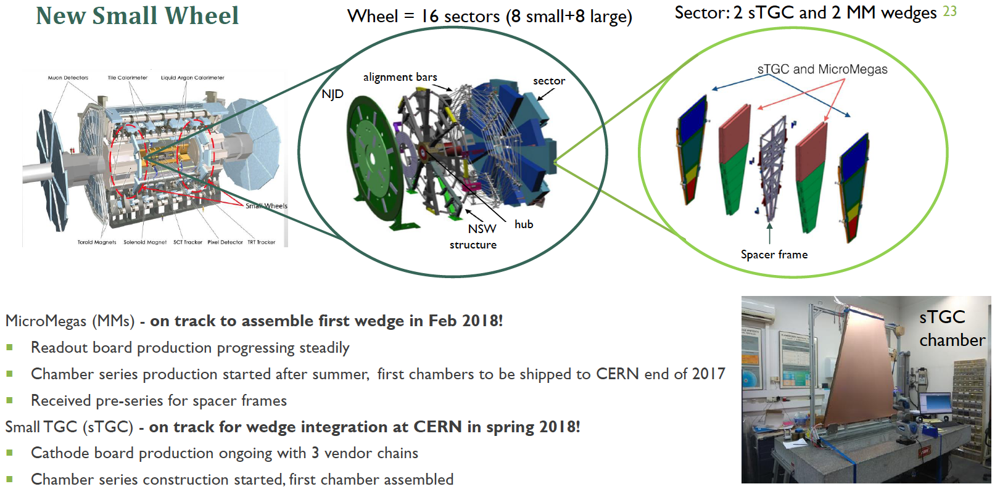 New Small Wheel
Wheel = 16 sectors (8 small+8 large)
Sector: 2 sTGC and 2 MM wedges 23
Muon Detectors
Tile Calorimeter
Liquid Argon Calorimeter
Small Wheels
Toroid Magnets
Solenoid Magnet
SCT Tracker
Pixel Detector
TRT Tracker
NJD
alignment bars
sector
hub
NSW
structure
sTGC and MicroMegas
Spacer frame
MicroMegas (MMs) - on track to assemble first wedge in Feb 2018!
Readout board production progressing steadily
Chamber series production started after summer, first chambers to be shipped to CERN end of 2017
Received pre-series for spacer frames
Small TGC (sTGC) - on track for wedge integration at CERN in spring 2018!
Cathode board production ongoing with 3 vendor chains
Chamber series construction started, first chamber assembled
sTGC
chamber